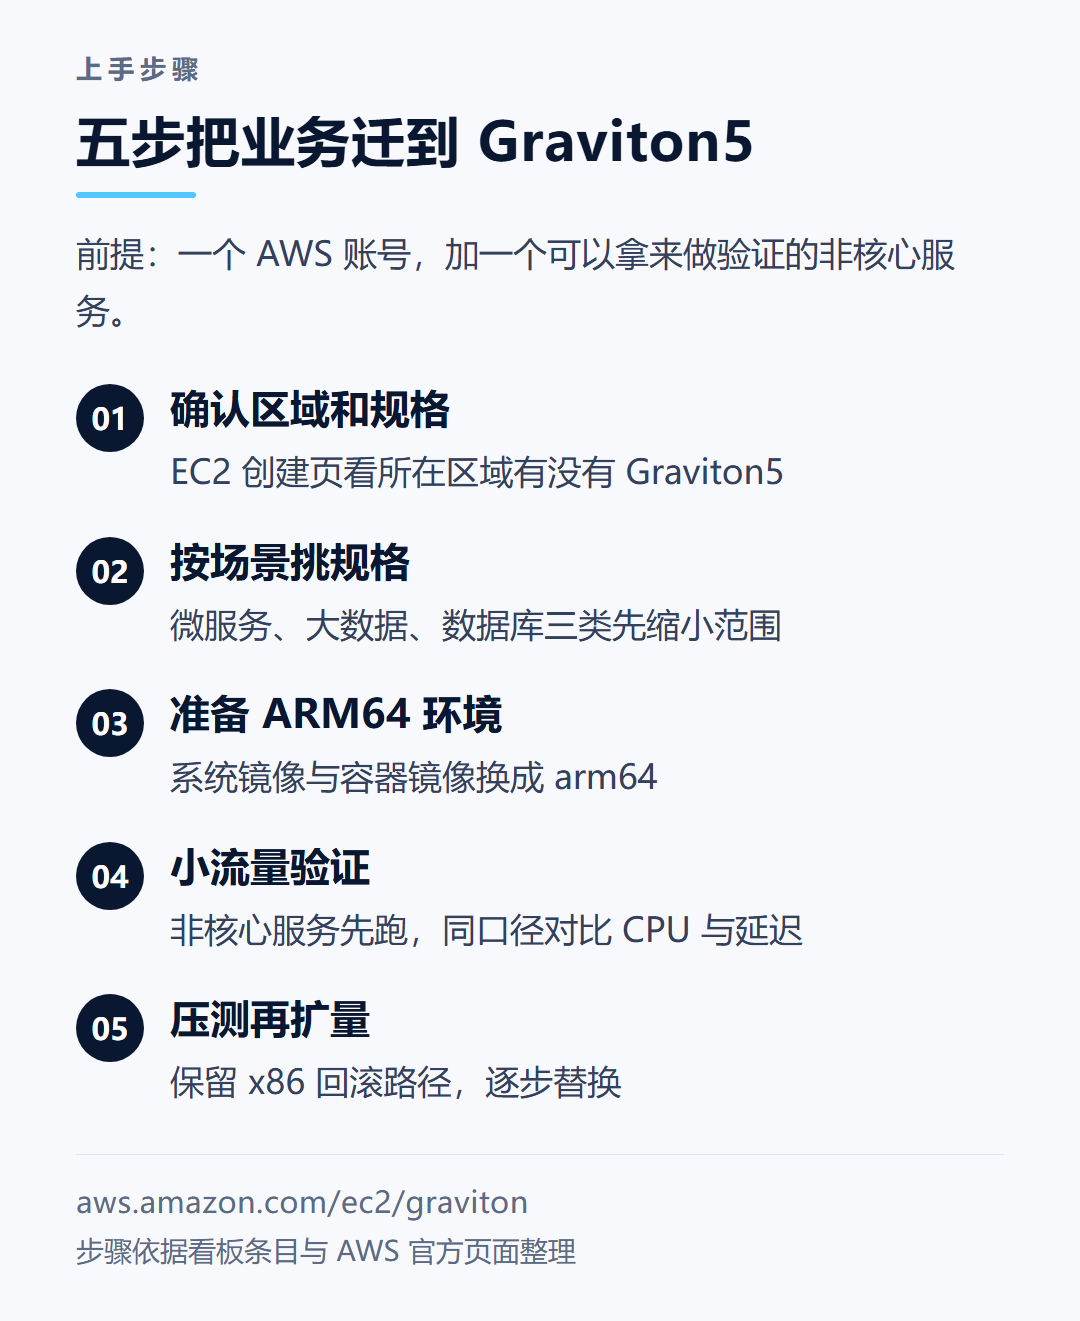 上手步骤
五步把业务迁到 Graviton5
前提：一个 AWS 账号，加一个可以拿来做验证的非核心服
务。
01
确认区域和规格
EC2 创建页看所在区域有没有 Graviton5
02
按场景挑规格
微服务、大数据、数据库三类先缩小范围
03
准备 ARM64 环境
系统镜像与容器镜像换成 arm64
04
小流量验证
非核心服务先跑，同口径对比 CPU 与延迟
05
压测再扩量
保留 x86 回滚路径，逐步替换
aws.amazon.com/ec2/graviton
步骤依据看板条目与 AWS 官方页面整理